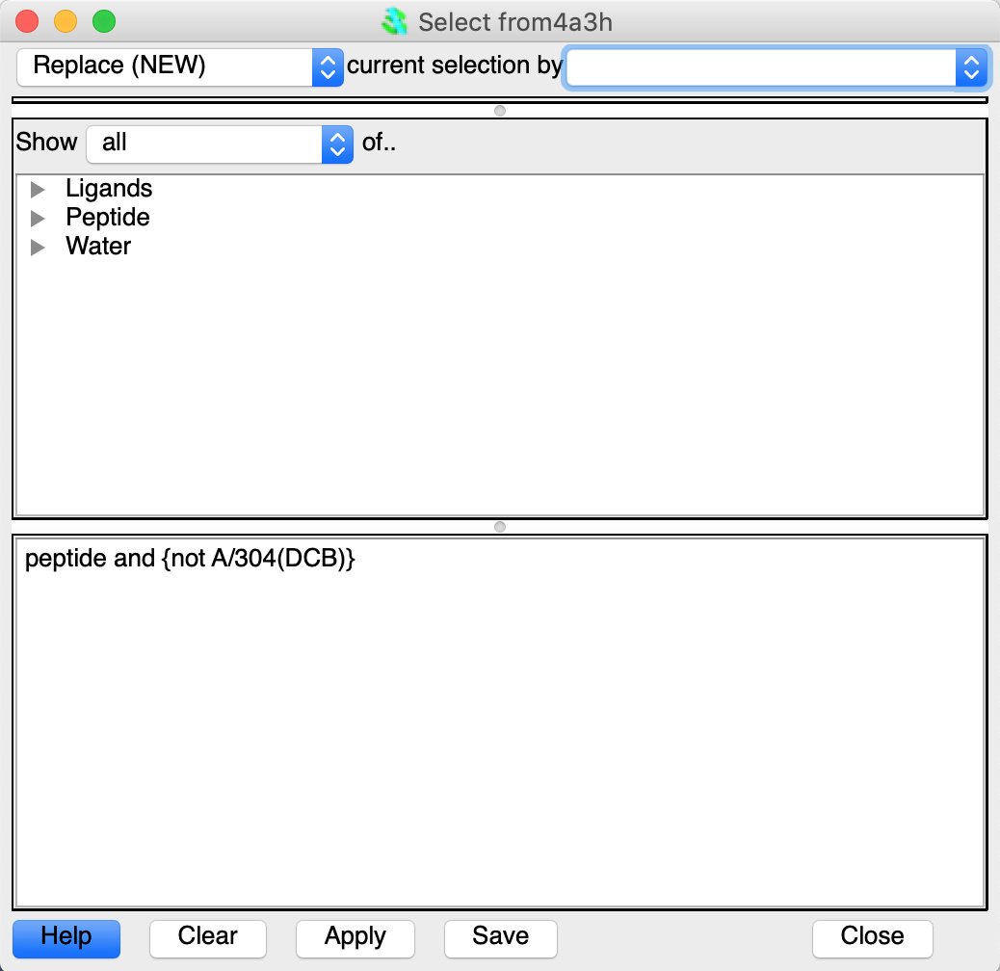 Select from4a3h
Replace (NEW) current selection by
Show all of..
Ligands
Peptide
Water
peptide and {not A/304(DCB)}
Help Clear Apply Save Close